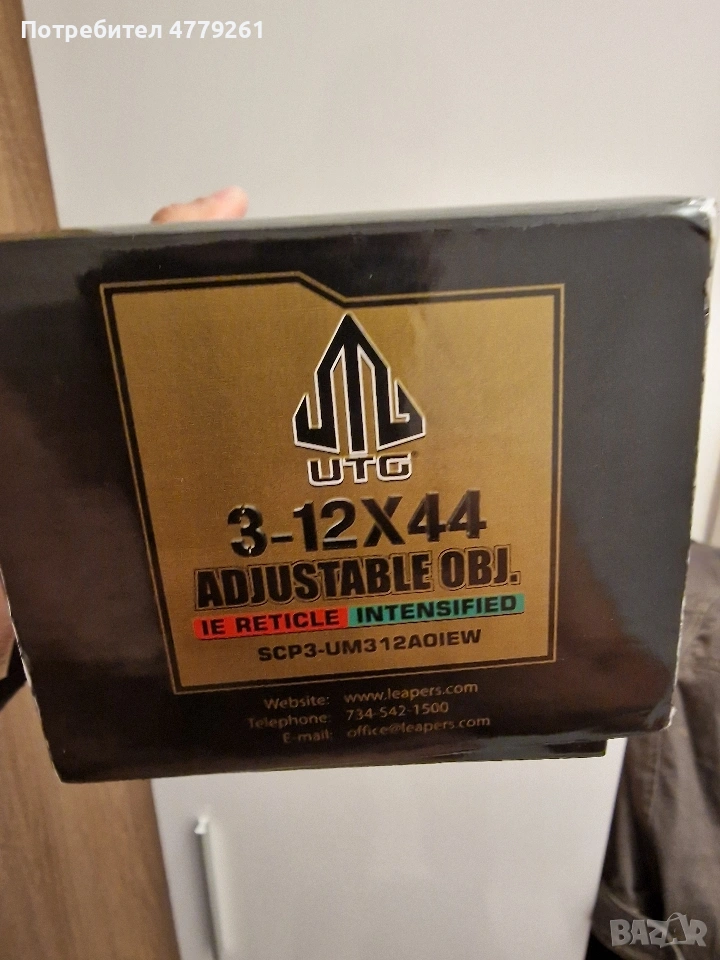 Потребител 4779261
UTG
3-12X44
ADJUSTABLE OBJ.
IE RETICLE INTENSIFIED
SCP3-UM312AOIEW
Website: www.leapers.com
Telephone: 734-542-1500
E-mail: office@leapers.com
BAZAR